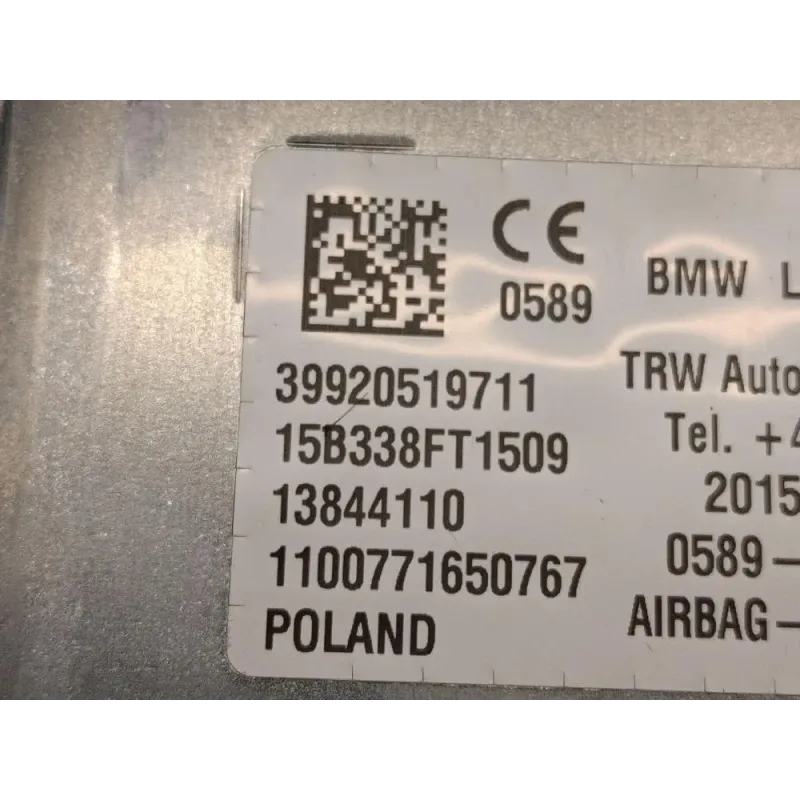 CE
0589
39920519711
15B338FT1509
13844110
1100771650767
POLAND
BMW L
TRW Auto
Tel. +4
2015
0589-
AIRBAG-